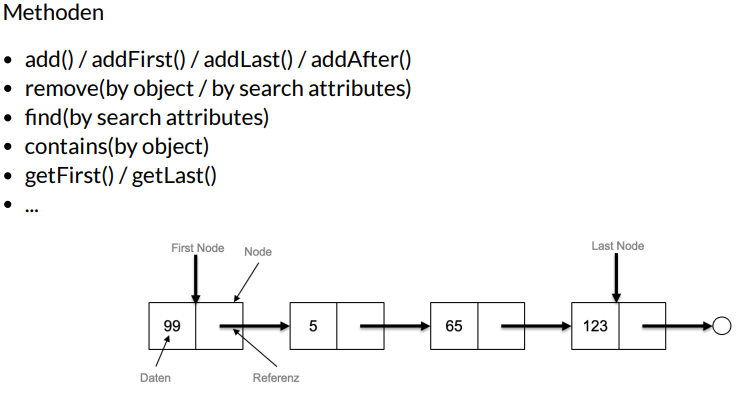 Methoden
• add() / addFirst() / addLast() / addAfter()
• remove(by object / by search attributes)
• find(by search attributes)
• contains(by object)
• getFirst() / getLast()
• ...
First Node
Node
Last Node
99
5
65
123
Daten
Referenz